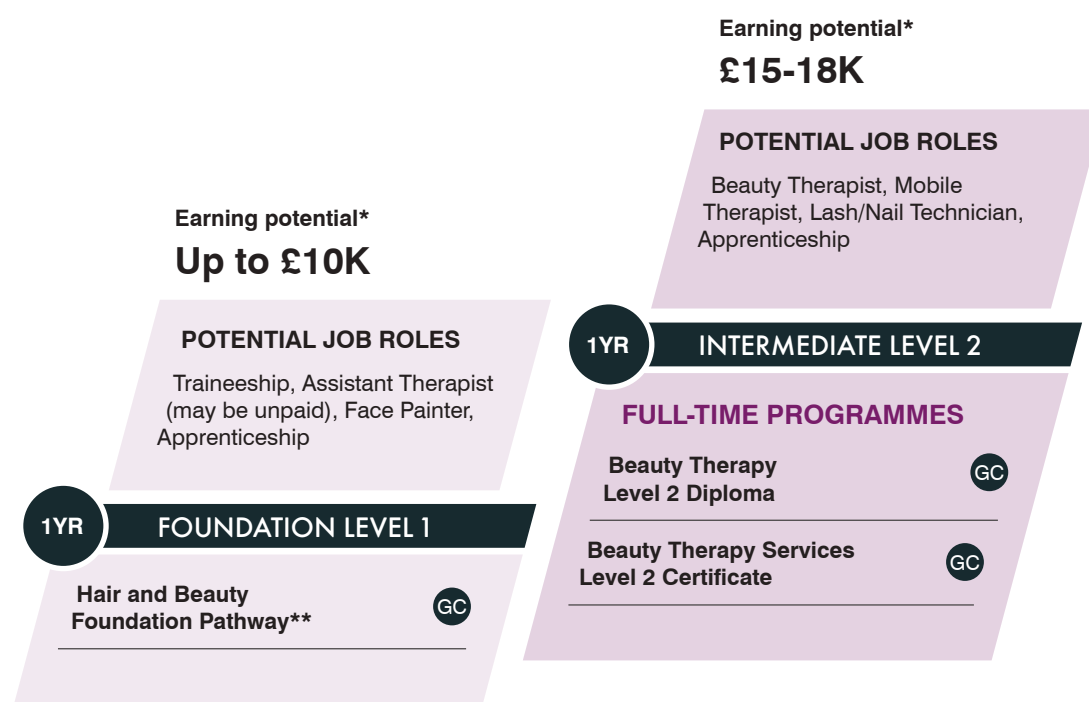 Earning potential*
£15-18K
POTENTIAL JOB ROLES
Beauty Therapist, Mobile
Therapist, Lash/Nail Technician,
Apprenticeship
1YR
INTERMEDIATE LEVEL 2
FULL-TIME PROGRAMMES
Beauty Therapy
Level 2 Diploma
GC
Beauty Therapy Services
Level 2 Certificate
GC
Earning potential*
Up to £10K
POTENTIAL JOB ROLES
Traineeship, Assistant Therapist
(may be unpaid), Face Painter,
Apprenticeship
1YR
FOUNDATION LEVEL 1
Hair and Beauty
Foundation Pathway**
GC